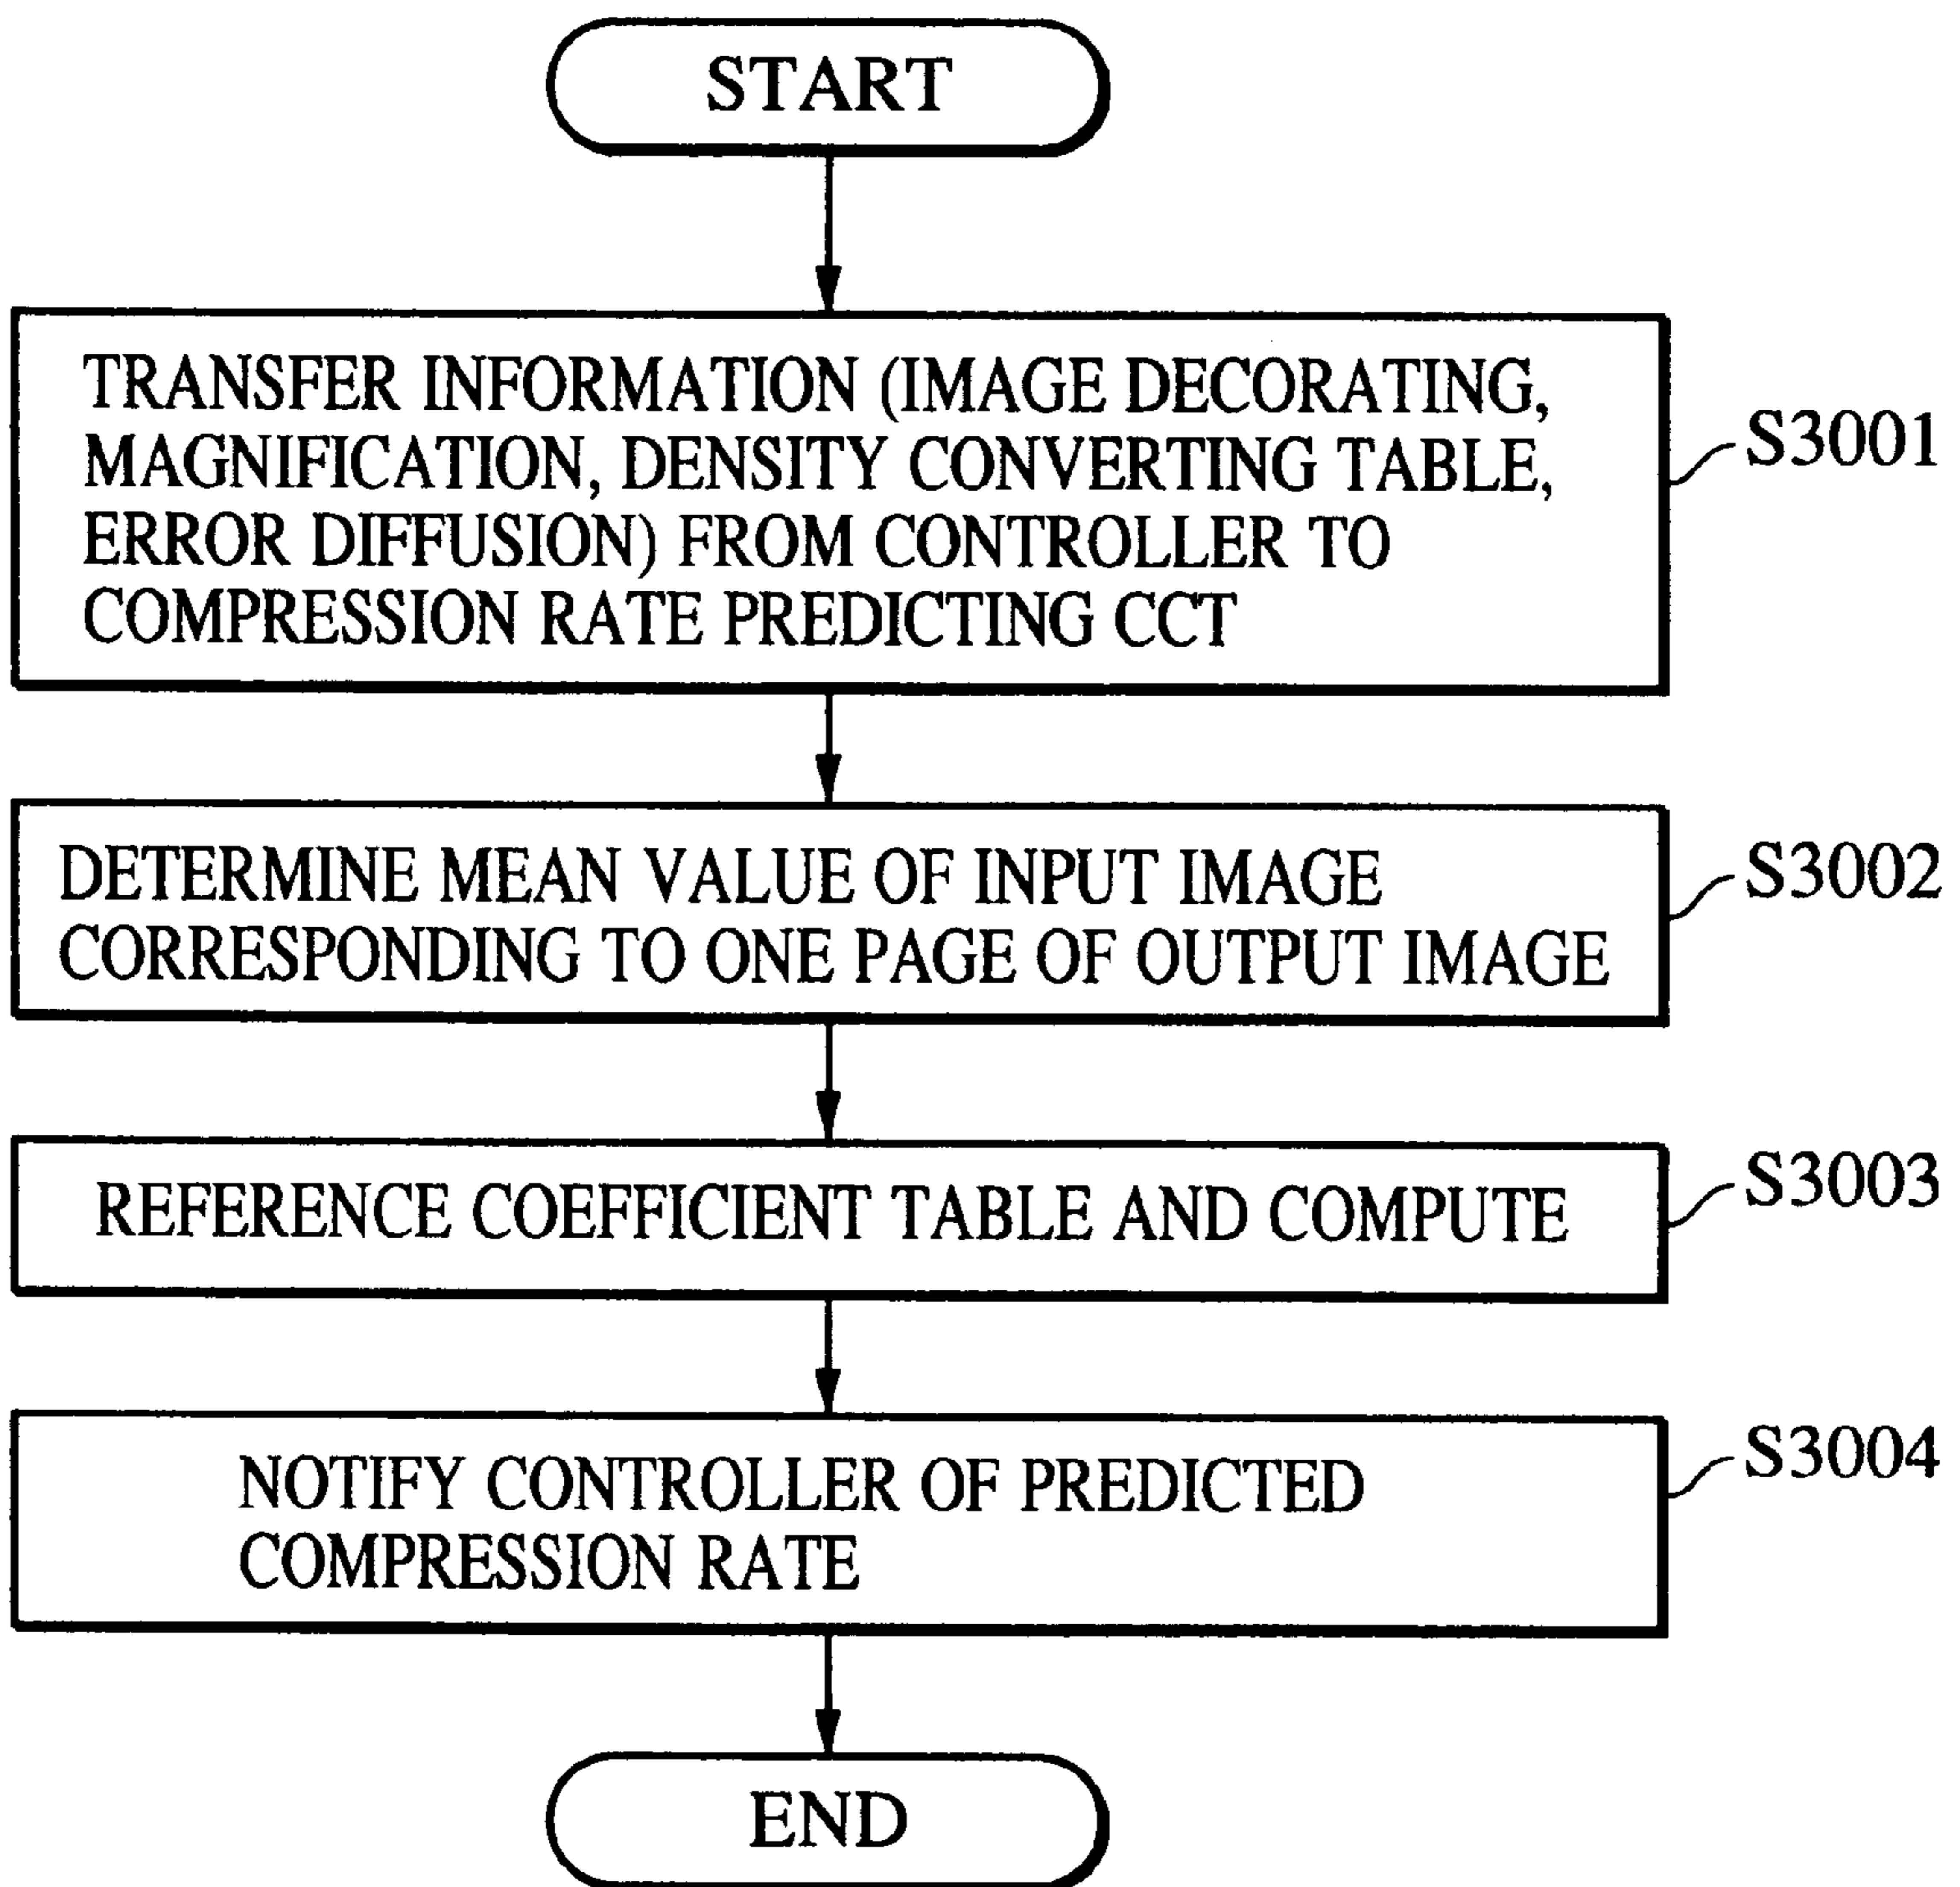 START
TRANSFER INFORMATION (IMAGE DECORATING,
MAGNIFICATION, DENSITY CONVERTING TABLE,
ERROR DIFFUSION) FROM CONTROLLER TO
COMPRESSION RATE PREDICTING CCT
S3001
DETERMINE MEAN VALUE OF INPUT IMAGE
CORRESPONDING TO ONE PAGE OF OUTPUT IMAGE
S3002
REFERENCE COEFFICIENT TABLE AND COMPUTE
S3003
NOTIFY CONTROLLER OF PREDICTED
COMPRESSION RATE
S3004
END